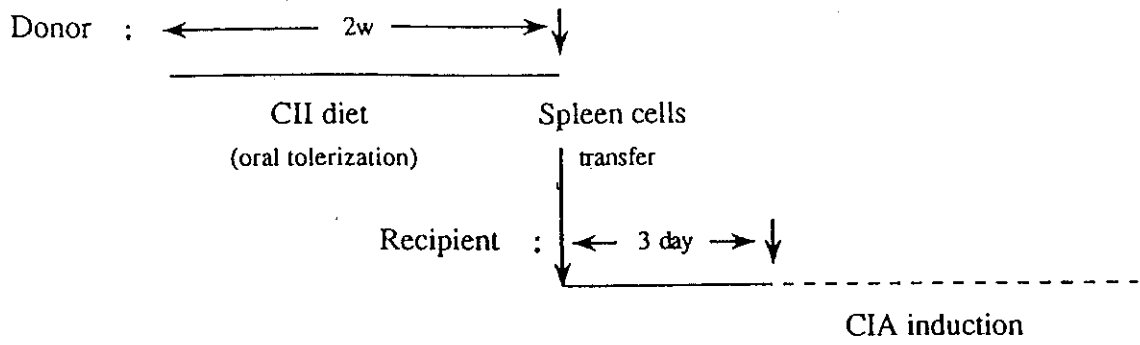 Donor : 2w
CII diet Spleen cells
(oral tolerization) transfer
Recipient : 3 day
CIA induction